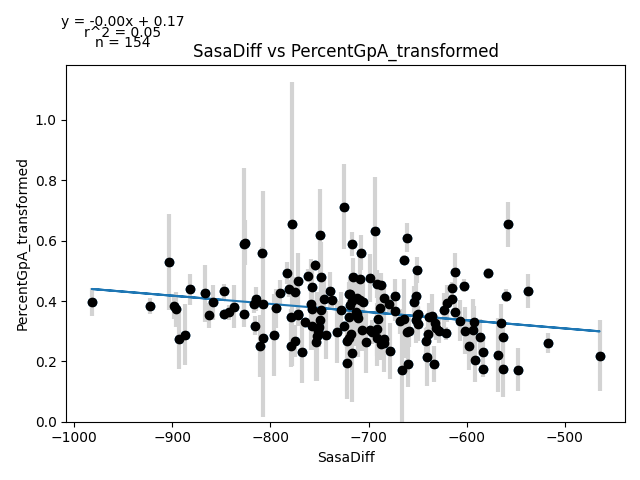 y = -0.00x + 0.17
r^2 = 0.05
n = 154
SasaDiff vs PercentGpA_transformed
PercentGpA_transformed
1.0
0.8
0.6
0.4
0.2
0.0
-1000 -900 -800 -700 -600 -500
SasaDiff